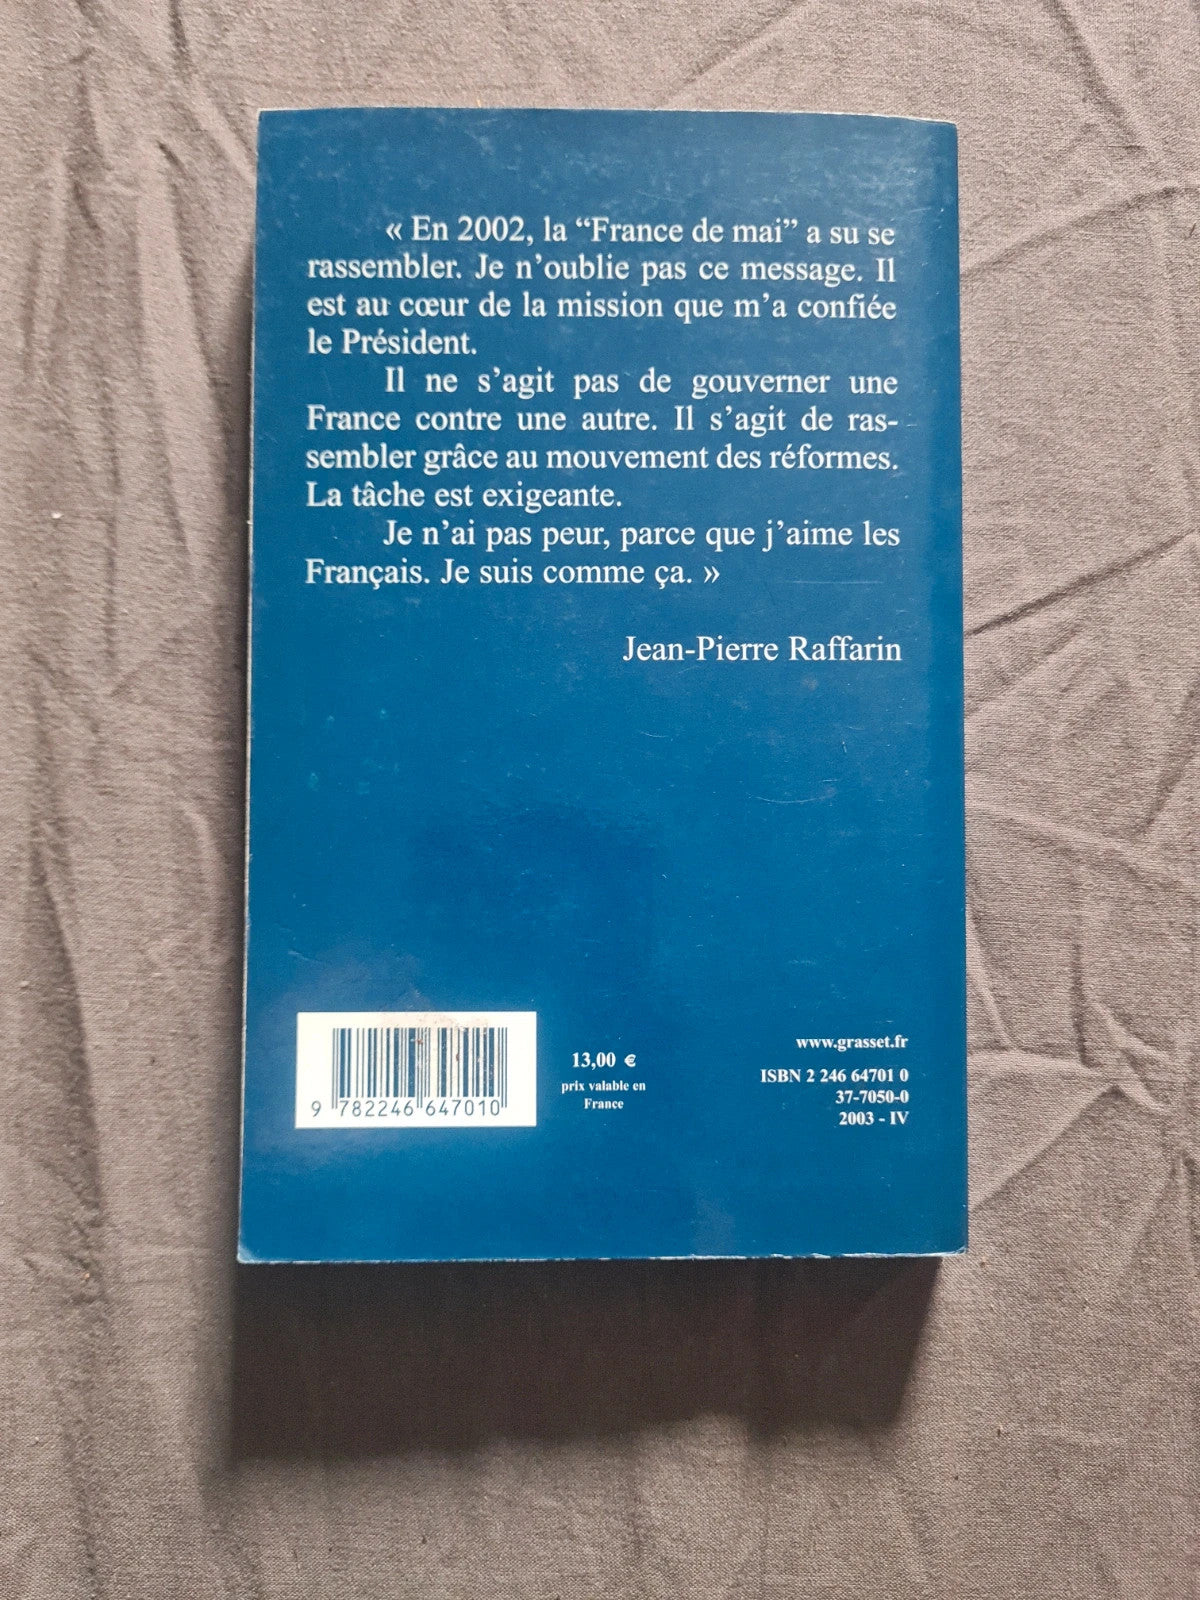 « En 2002, la “France de mai” a su se
rassembler. Je n’oublie pas ce message. Il
est au cœur de la mission que m’a confiée
le Président.
Il ne s’agit pas de gouverner une
France contre une autre. Il s’agit de ras-
sembler grâce au mouvement des réformes.
La tâche est exigeante.
Je n’ai pas peur, parce que j’aime les
Français. Je suis comme ça. »
Jean-Pierre Raffarin
9 782246 647010
13,00 €
prix valable en
France
www.grasset.fr
ISBN 2 246 64701 0
37-7050-0
2003 - IV